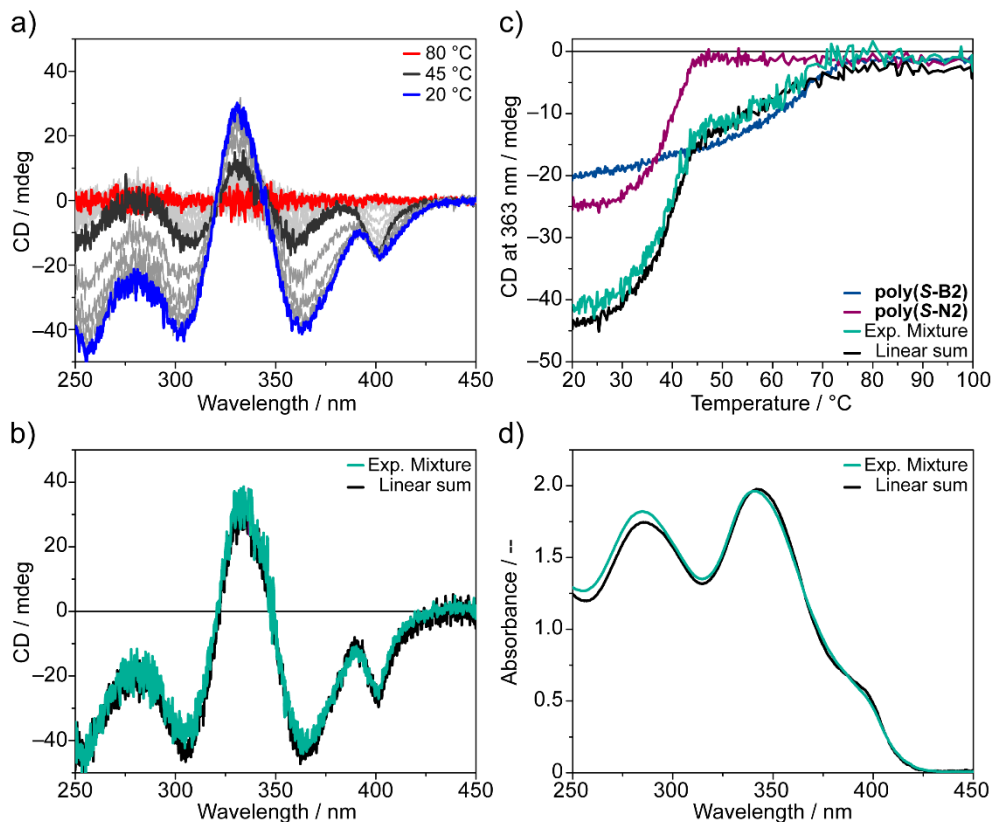 a)
80 °C
45 °C
20 °C
CD / mdeg
40
20
0
–20
–40
250 300 350 400 450
Wavelength / nm
c)
CD at 363 nm / mdeg
0
–10
–20
–30
–40
–50
poly(S-B2)
poly(S-N2)
Exp. Mixture
Linear sum
20 30 40 50 60 70 80 90 100
Temperature / °C
b)
Exp. Mixture
Linear sum
CD / mdeg
40
20
0
–20
–40
250 300 350 400 450
Wavelength / nm
d)
Exp. Mixture
Linear sum
Absorbance / --
2.0
1.5
1.0
0.5
0
250 300 350 400 450
Wavelength / nm